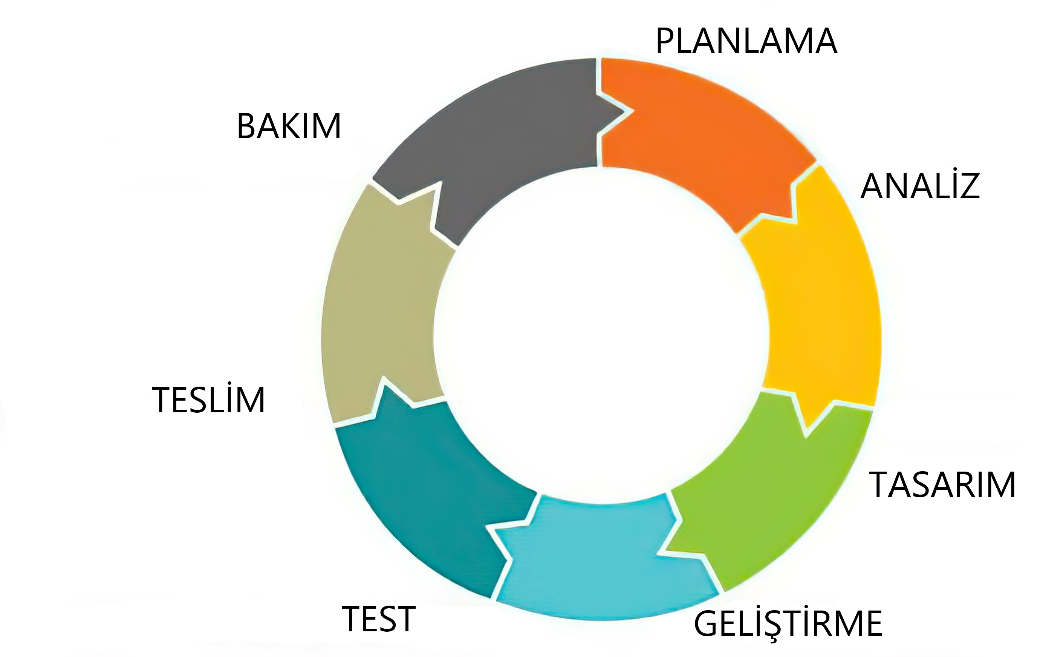 PLANLAMA
ANALİZ
TASARIM
GELİŞTİRME
TEST
TESLİM
BAKIM